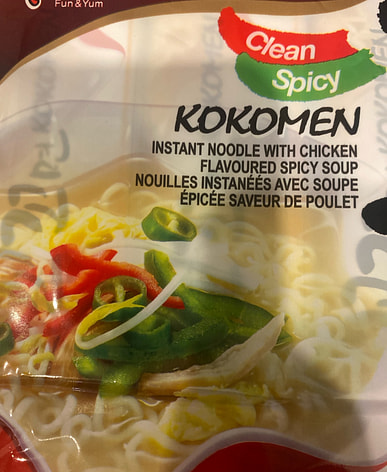 Fun & Yum
Clean
Spicy
KOKOMEN
INSTANT NOODLE WITH CHICKEN
FLAVOURED SPICY SOUP
NOUILLES INSTANÉÉS AVEC SOUPE
ÉPICÉE SAVEUR DE POULET